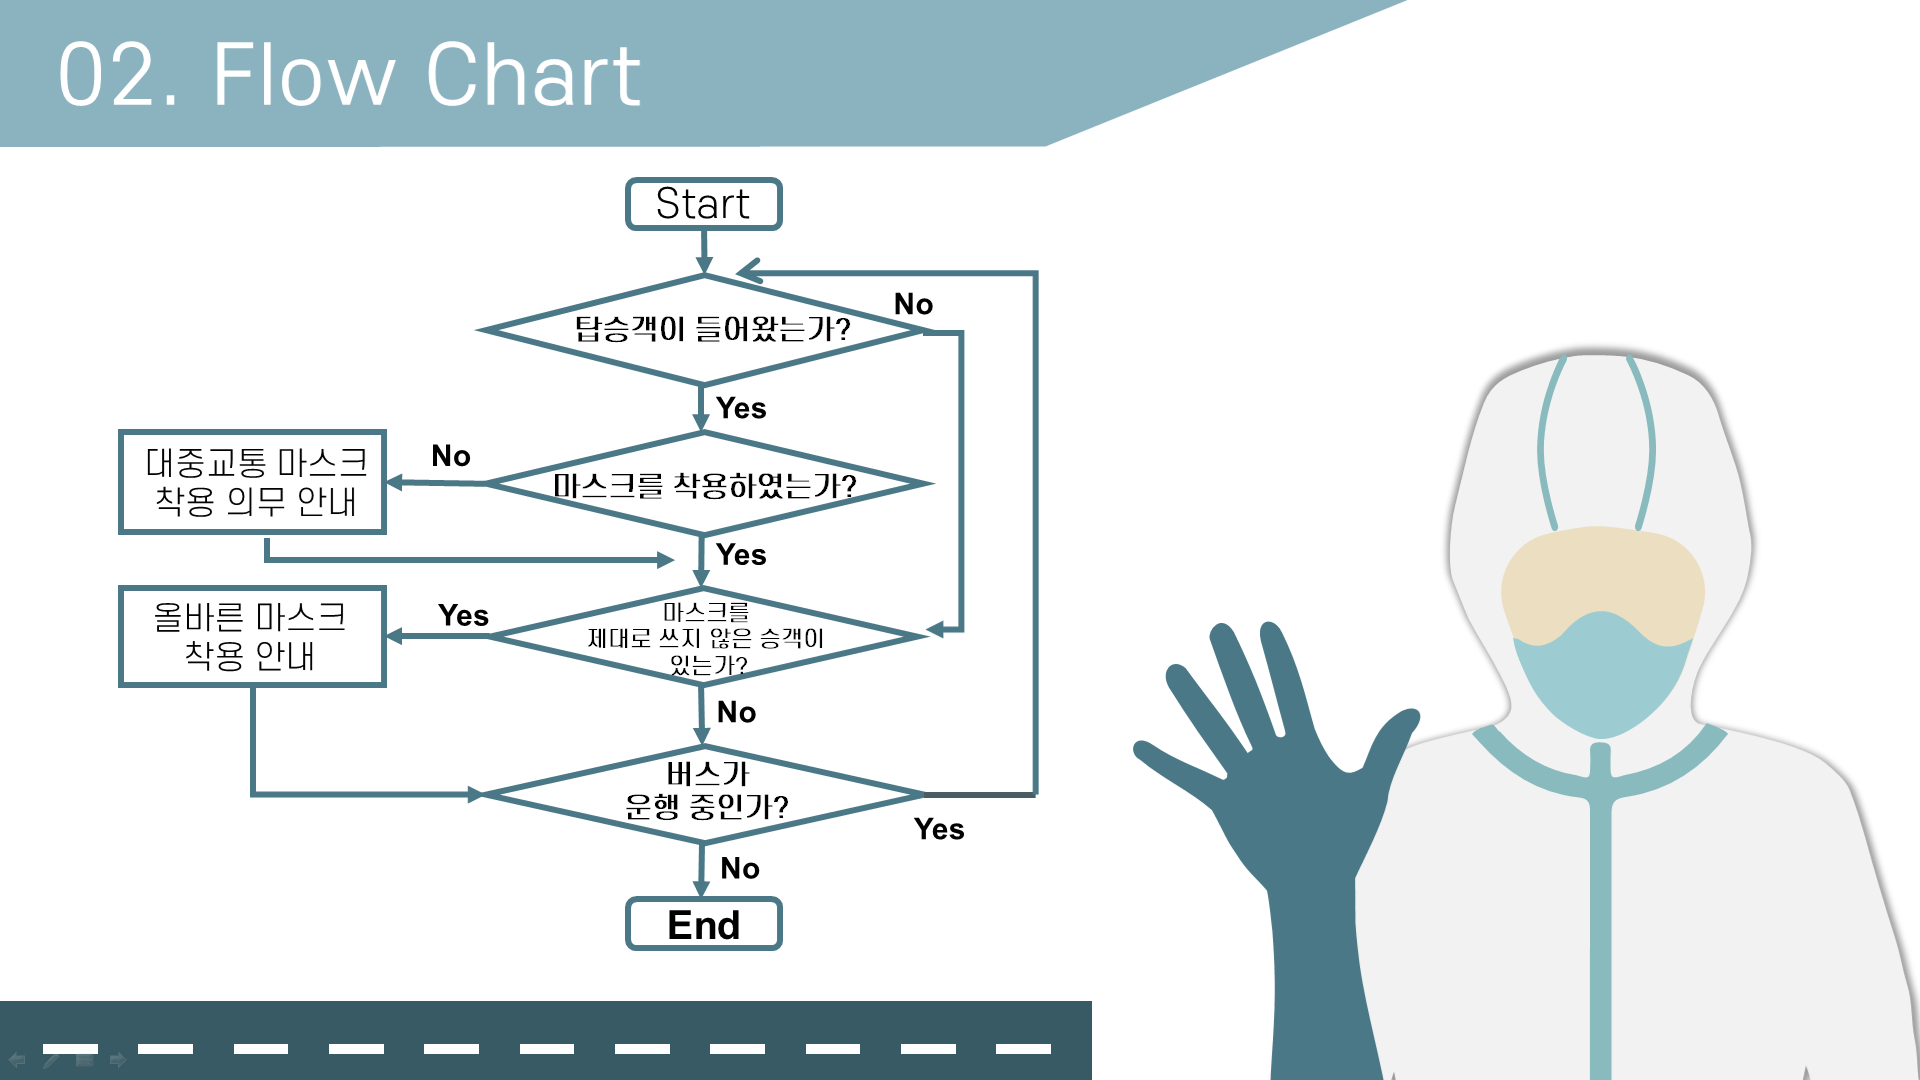 02. Flow Chart
Start
탑승객이 들어왔는가?
No
Yes
마스크를 착용하였는가?
No
대중교통 마스크
착용 의무 안내
Yes
마스크를
제대로 쓰지 않은 승객이
있는가?
Yes
올바른 마스크
착용 안내
No
버스가
운행 중인가?
Yes
No
End